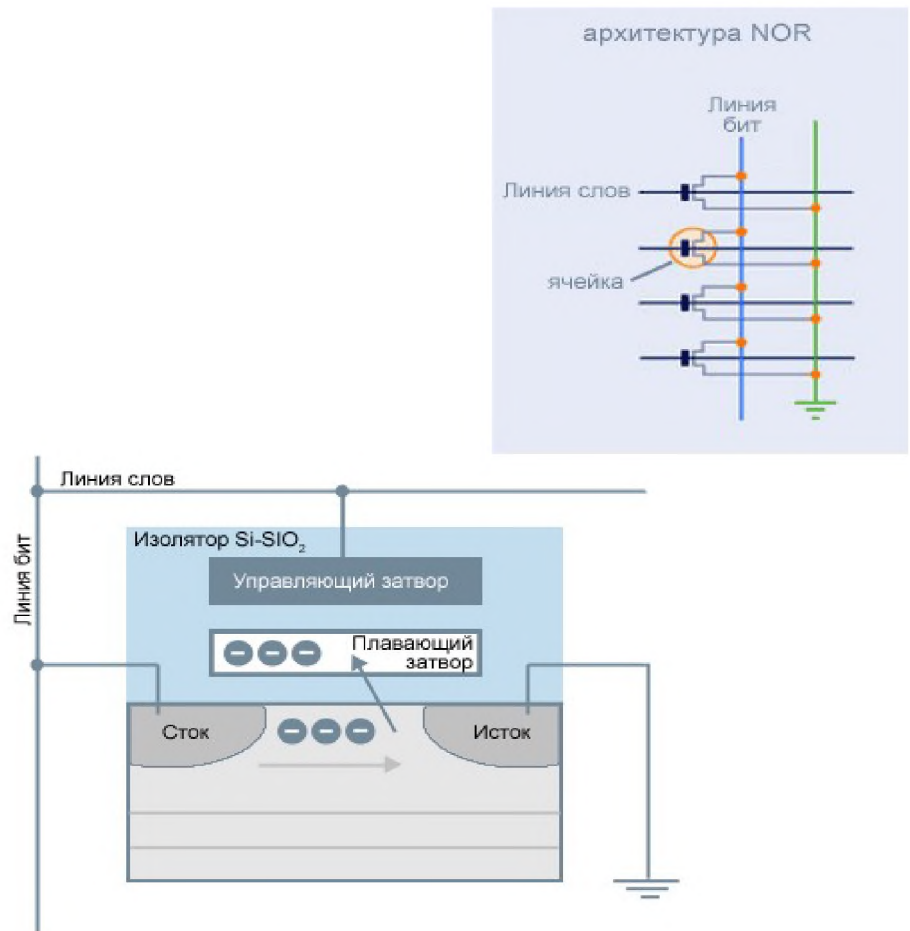 архитектура NOR
Линия
бит
Линия слов
ячейка
Линия слов
Линия бит
Изолятор Si-SIO₂
Управляющий затвор
Плавающий
затвор
Сток
Исток